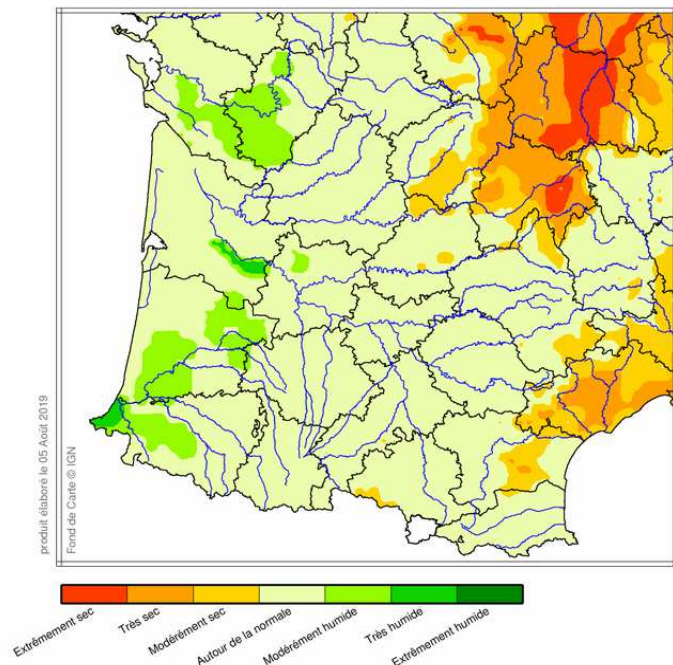 produit élaboré le 05 Août 2019
Fond de Carte © IGN
Extrêmement sec
Très sec
Modérément sec
Autour de la normale
Modérément humide
Très humide
Extrêmement humide